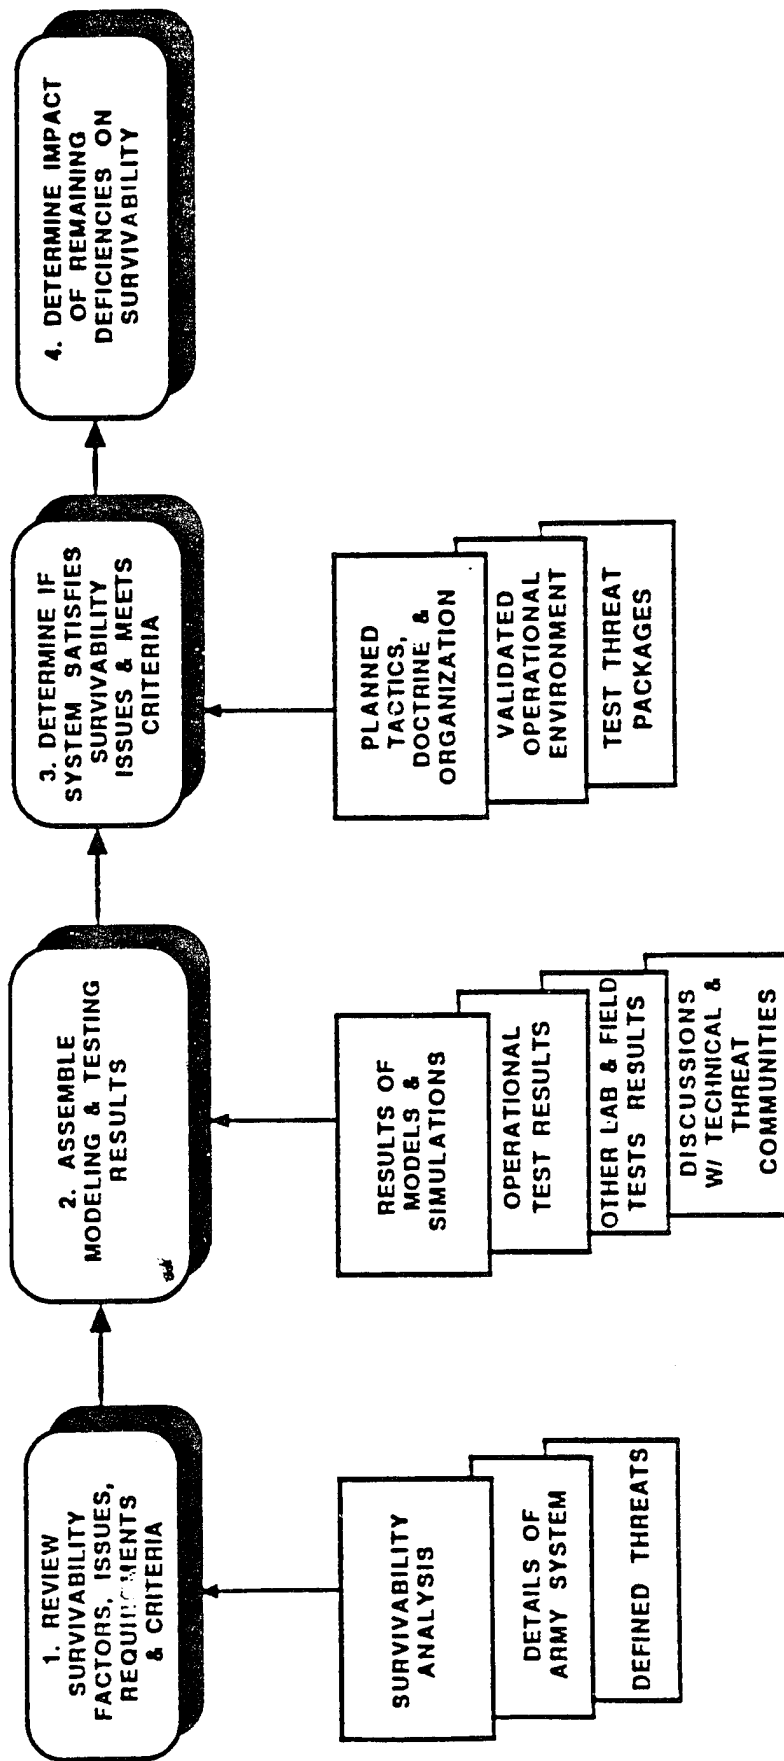 1. REVIEW
SURVIVABILITY
FACTORS, ISSUES,
REQUIREMENTS
& CRITERIA
2. ASSEMBLE
MODELING & TESTING
RESULTS
3. DETERMINE IF
SYSTEM SATISFIES
SURVIVABILITY
ISSUES & MEETS
CRITERIA
4. DETERMINE IMPACT
OF REMAINING
DEFICIENCIES ON
SURVIVABILITY
SURVIVABILITY
ANALYSIS
DETAILS OF
ARMY SYSTEM
DEFINED THREATS
RESULTS OF
MODELS &
SIMULATIONS
OPERATIONAL
TEST RESULTS
OTHER LAB & FIELD
TESTS RESULTS
DISCUSSIONS
W/ TECHNICAL &
THREAT
COMMUNITIES
PLANNED
TACTICS,
DOCTRINE &
ORGANIZATION
VALIDATED
OPERATIONAL
ENVIRONMENT
TEST THREAT
PACKAGES